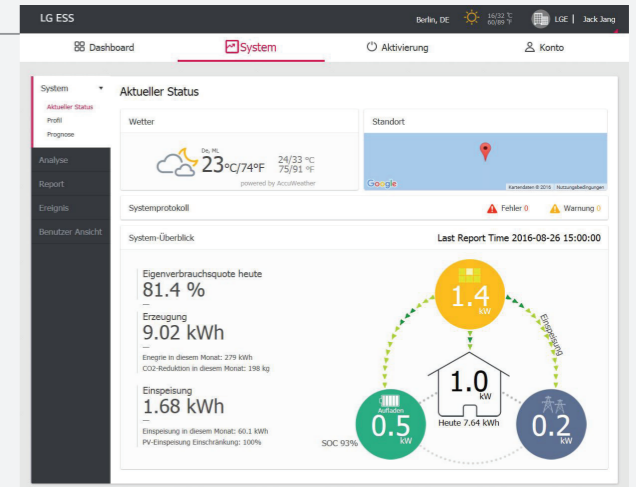 LG ESS
Berlin, DE
16/32 ℃
60/89 ℉
LGE | Jack Jang
Dashboard
System
Aktivierung
Konto
System
Aktueller Status
Profil
Prognose
Analyse
Report
Ereignis
Benutzer Ansicht
Aktueller Status
Wetter
De, Mi,
23°C/74°F
24/33 ℃
75/91 ℉
powered by AccuWeather
Standort
Google
Kartendaten © 2016
Nutzungsbedingungen
Systemprotokoll
Fehler 0
Warnung 0
System-Überblick
Last Report Time 2016-08-26 15:00:00
Eigenverbrauchsquote heute
81.4 %
Erzeugung
9.02 kWh
Enegrie in diesem Monat: 279 kWh
CO2-Reduktion in diesem Monat: 198 kg
Einspeisung
1.68 kWh
Einspeisung in diesem Monat: 60.1 kWh
PV-Einspeisung Einschränkung: 100%
1.4
kW
Einspeisung
1.0
kW
Heute 7.64 kWh
Aufladen
0.5
kW
SOC 93%
0.2
kW